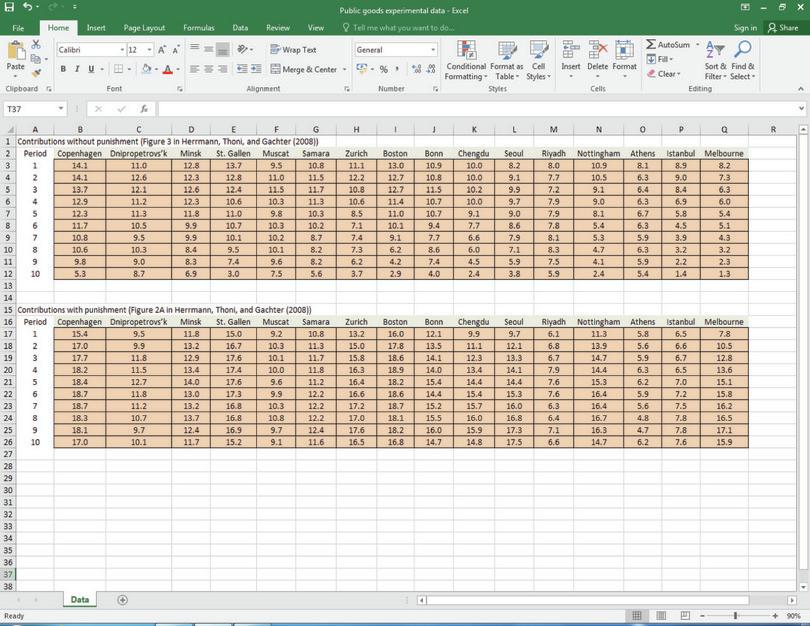 Public goods experimental data - Excel
File Home Insert Page Layout Formulas Data Review View Tell me what you want to do... Sign in Share
Calibri 12 A A Wrap Text General AutoSum
Paste B I U A Merge & Center % , Conditional Formatting Format as Table Cell Styles Insert Delete Format Fill Clear Sort & Filter Find & Select
Clipboard Font Alignment Number Styles Cells Editing
T37 fx
A B C D E F G H I J K L M N O P Q R
1 Contributions without punishment (Figure 3 in Herrmann, Thoni, and Gachter (2008))
2 Period Copenhagen Dnipropetrovs'k Minsk St. Gallen Muscat Samara Zurich Boston Bonn Chengdu Seoul Riyadh Nottingham Athens Istanbul Melbourne
3 1 14.1 11.0 12.8 13.7 9.5 10.8 11.1 13.0 10.9 10.0 8.2 8.0 10.9 8.1 8.9 8.2
4 2 14.1 12.6 12.3 12.8 11.0 11.5 12.2 12.7 10.8 10.0 9.1 7.7 10.5 6.3 9.0 7.3
5 3 13.7 12.1 12.6 12.4 11.5 11.7 10.8 12.7 11.5 10.2 9.9 7.2 9.1 6.4 8.4 6.3
6 4 12.9 11.2 12.3 10.6 10.3 11.3 10.6 11.4 10.7 10.0 9.7 7.9 9.0 6.3 6.9 6.0
7 5 12.3 11.3 11.8 11.0 9.8 10.3 8.5 11.0 10.7 9.1 9.0 7.9 8.1 6.7 5.8 5.4
8 6 11.7 10.5 9.9 10.7 10.3 10.2 7.1 10.1 9.4 7.7 8.6 7.8 5.4 6.3 4.5 5.1
9 7 10.8 9.5 9.9 10.1 10.2 8.7 7.4 9.1 7.7 6.6 7.9 8.1 5.3 5.9 3.9 4.3
10 8 10.6 10.3 8.4 9.5 10.1 8.2 7.3 6.2 8.6 6.0 7.1 8.3 4.7 6.3 3.2 3.2
11 9 9.8 9.0 8.3 7.4 9.6 8.2 6.2 4.2 7.4 4.5 5.9 7.5 4.1 5.9 2.2 2.3
12 10 5.3 8.7 6.9 3.0 7.5 5.6 3.7 2.9 4.0 2.4 3.8 5.9 2.4 5.4 1.4 1.3
13
14
15 Contributions with punishment (Figure 2A in Herrmann, Thoni, and Gachter (2008))
16 Period Copenhagen Dnipropetrovs'k Minsk St. Gallen Muscat Samara Zurich Boston Bonn Chengdu Seoul Riyadh Nottingham Athens Istanbul Melbourne
17 1 15.4 9.5 11.8 15.0 9.2 10.8 13.2 16.0 12.1 9.9 9.7 6.1 11.3 5.8 6.5 7.8
18 2 17.0 9.9 13.2 16.7 10.3 11.3 15.0 17.8 13.5 11.1 12.1 6.8 13.9 5.6 6.6 10.5
19 3 17.7 11.8 12.9 17.6 10.1 11.7 15.8 18.6 14.1 12.3 13.3 6.7 14.7 5.9 6.7 12.8
20 4 18.2 11.5 13.4 17.4 10.0 11.8 16.3 18.9 14.0 13.4 14.1 7.9 14.4 6.3 6.5 13.6
21 5 18.4 12.7 14.0 17.6 9.6 11.2 16.4 18.2 15.4 14.4 14.4 7.6 15.3 6.2 7.0 15.1
22 6 18.7 11.8 13.0 17.3 9.9 12.2 16.6 18.6 14.4 15.4 15.3 7.6 16.4 5.9 7.2 15.8
23 7 18.7 11.2 13.2 16.8 10.3 12.2 17.2 18.7 15.2 15.7 16.0 6.3 16.4 5.6 7.5 16.2
24 8 18.3 10.7 13.7 16.8 10.8 12.2 17.0 18.1 15.5 16.0 16.8 6.4 16.7 4.8 7.8 16.5
25 9 18.1 9.7 12.4 16.9 9.7 12.4 17.6 18.2 16.0 15.9 17.3 7.1 16.3 4.7 7.8 17.1
26 10 17.0 10.1 11.7 15.2 9.1 11.6 16.5 16.8 14.7 14.8 17.5 6.6 14.7 6.2 7.6 15.9
27
28
29
30
31
32
33
34
35
36
37
38
Data
Ready 90%